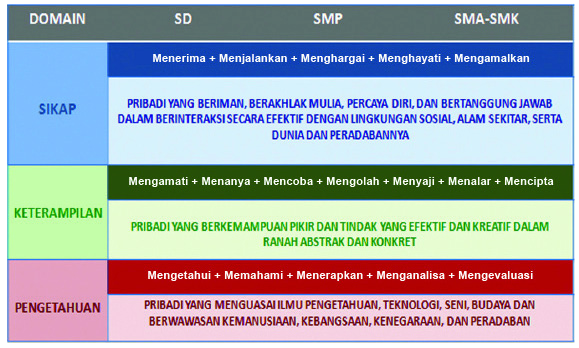 DOMAIN SD SMP SMA-SMK
Menerima + Menjalankan + Menghargai + Menghayati + Mengamalkan
SIKAP
PRIBADI YANG BERIMAN, BERAKHLAK MULIA, PERCAYA DIRI, DAN BERTANGGUNG JAWAB
DALAM BERINTERAKSI SECARA EFEKTIF DENGAN LINGKUNGAN SOSIAL, ALAM SEKITAR, SERTA
DUNIA DAN PERADABANNYA
Mengamati + Menanya + Mencoba + Mengolah + Menyaji + Menalar + Mencipta
KETERAMPILAN
PRIBADI YANG BERKEMAMPUAN PIKIR DAN TINDAK YANG EFEKTIF DAN KREATIF DALAM
RANAH ABSTRAK DAN KONKRET
Mengetahui + Memahami + Menerapkan + Menganalisa + Mengevaluasi
PENGETAHUAN
PRIBADI YANG MENGUASAI ILMU PENGETAHUAN, TEKNOLOGI, SENI, BUDAYA DAN
BERWAWASAN KEMANUSIAAN, KEBANGSAAN, KENEGARAAN, DAN PERADABAN